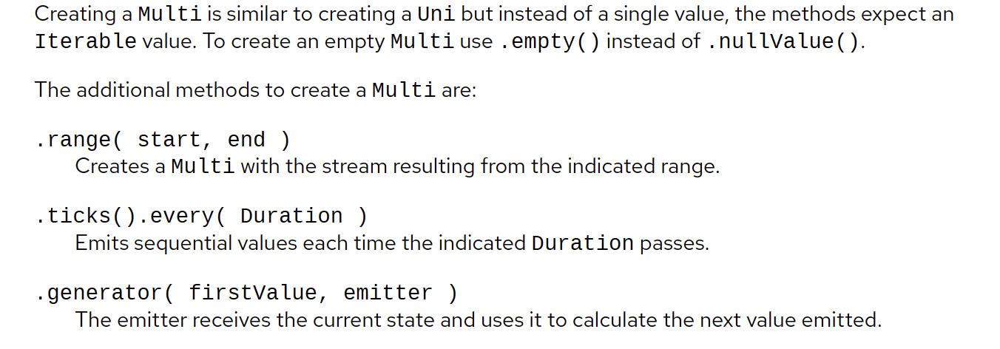 Creating a Multi is similar to creating a Uni but instead of a single value, the methods expect an
Iterable value. To create an empty Multi use .empty() instead of .nullValue().
The additional methods to create a Multi are:
.range( start, end )
Creates a Multi with the stream resulting from the indicated range.
.ticks().every( Duration )
Emits sequential values each time the indicated Duration passes.
.generator( firstValue, emitter )
The emitter receives the current state and uses it to calculate the next value emitted.